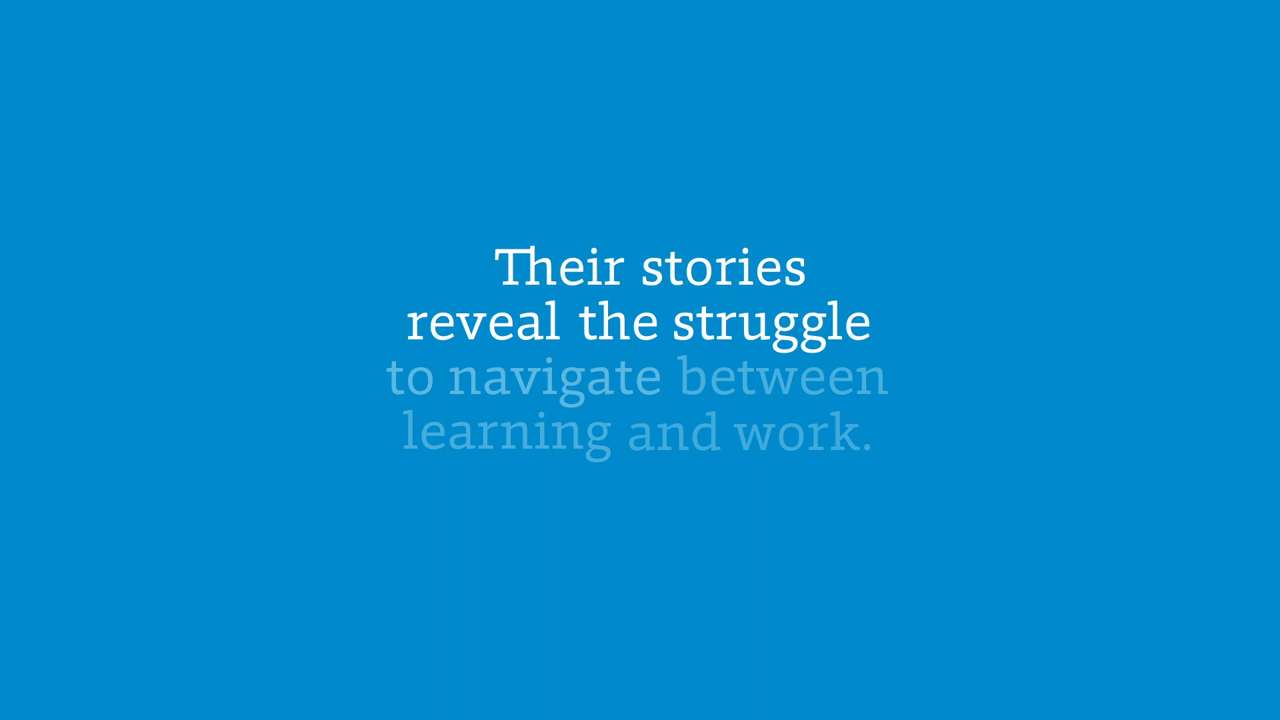 Their stories
reveal the struggle
to navigate between
learning and work.